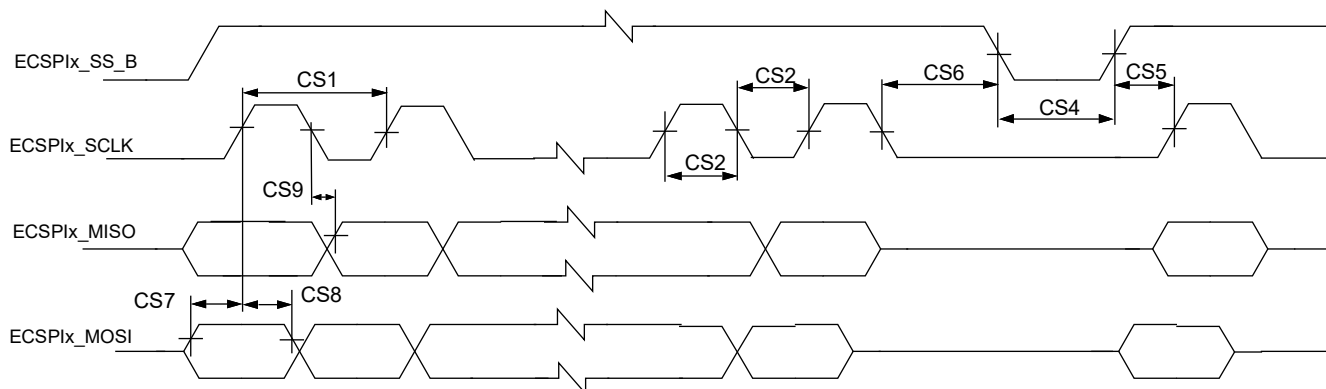 ECSPIx_SS_B
CS1
CS2
CS6
CS5
CS4
ECSPIx_SCLK
CS2
CS9
ECSPIx_MISO
CS7
CS8
ECSPIx_MOSI